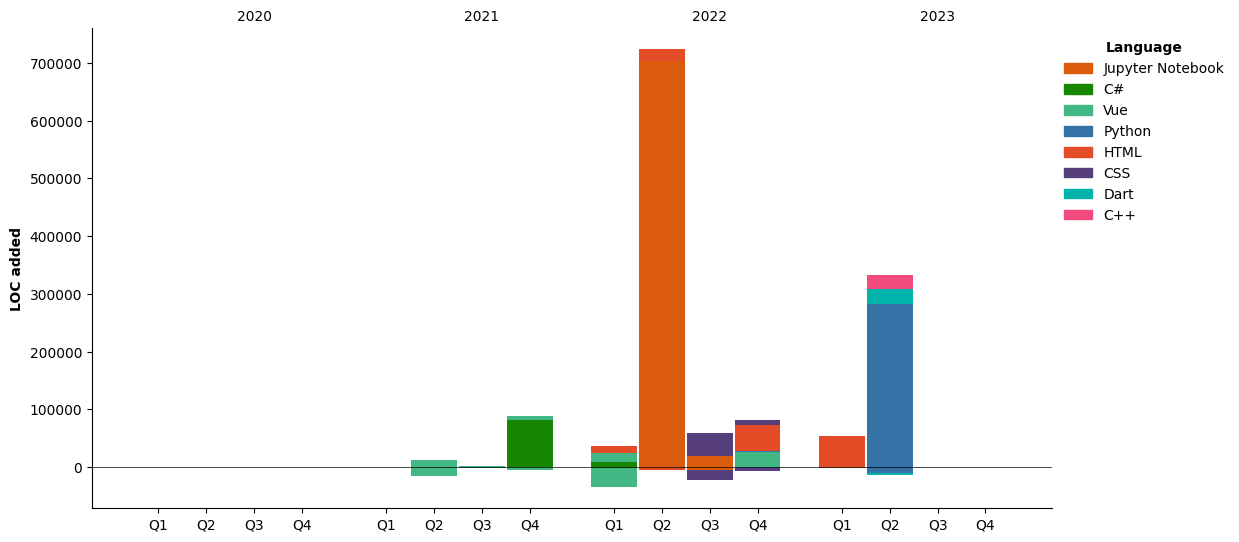 2020 2021 2022 2023
Language
Jupyter Notebook
C#
Vue
Python
HTML
CSS
Dart
C++
LOC added
700000
600000
500000
400000
300000
200000
100000
0
Q1 Q2 Q3 Q4 Q1 Q2 Q3 Q4 Q1 Q2 Q3 Q4 Q1 Q2 Q3 Q4